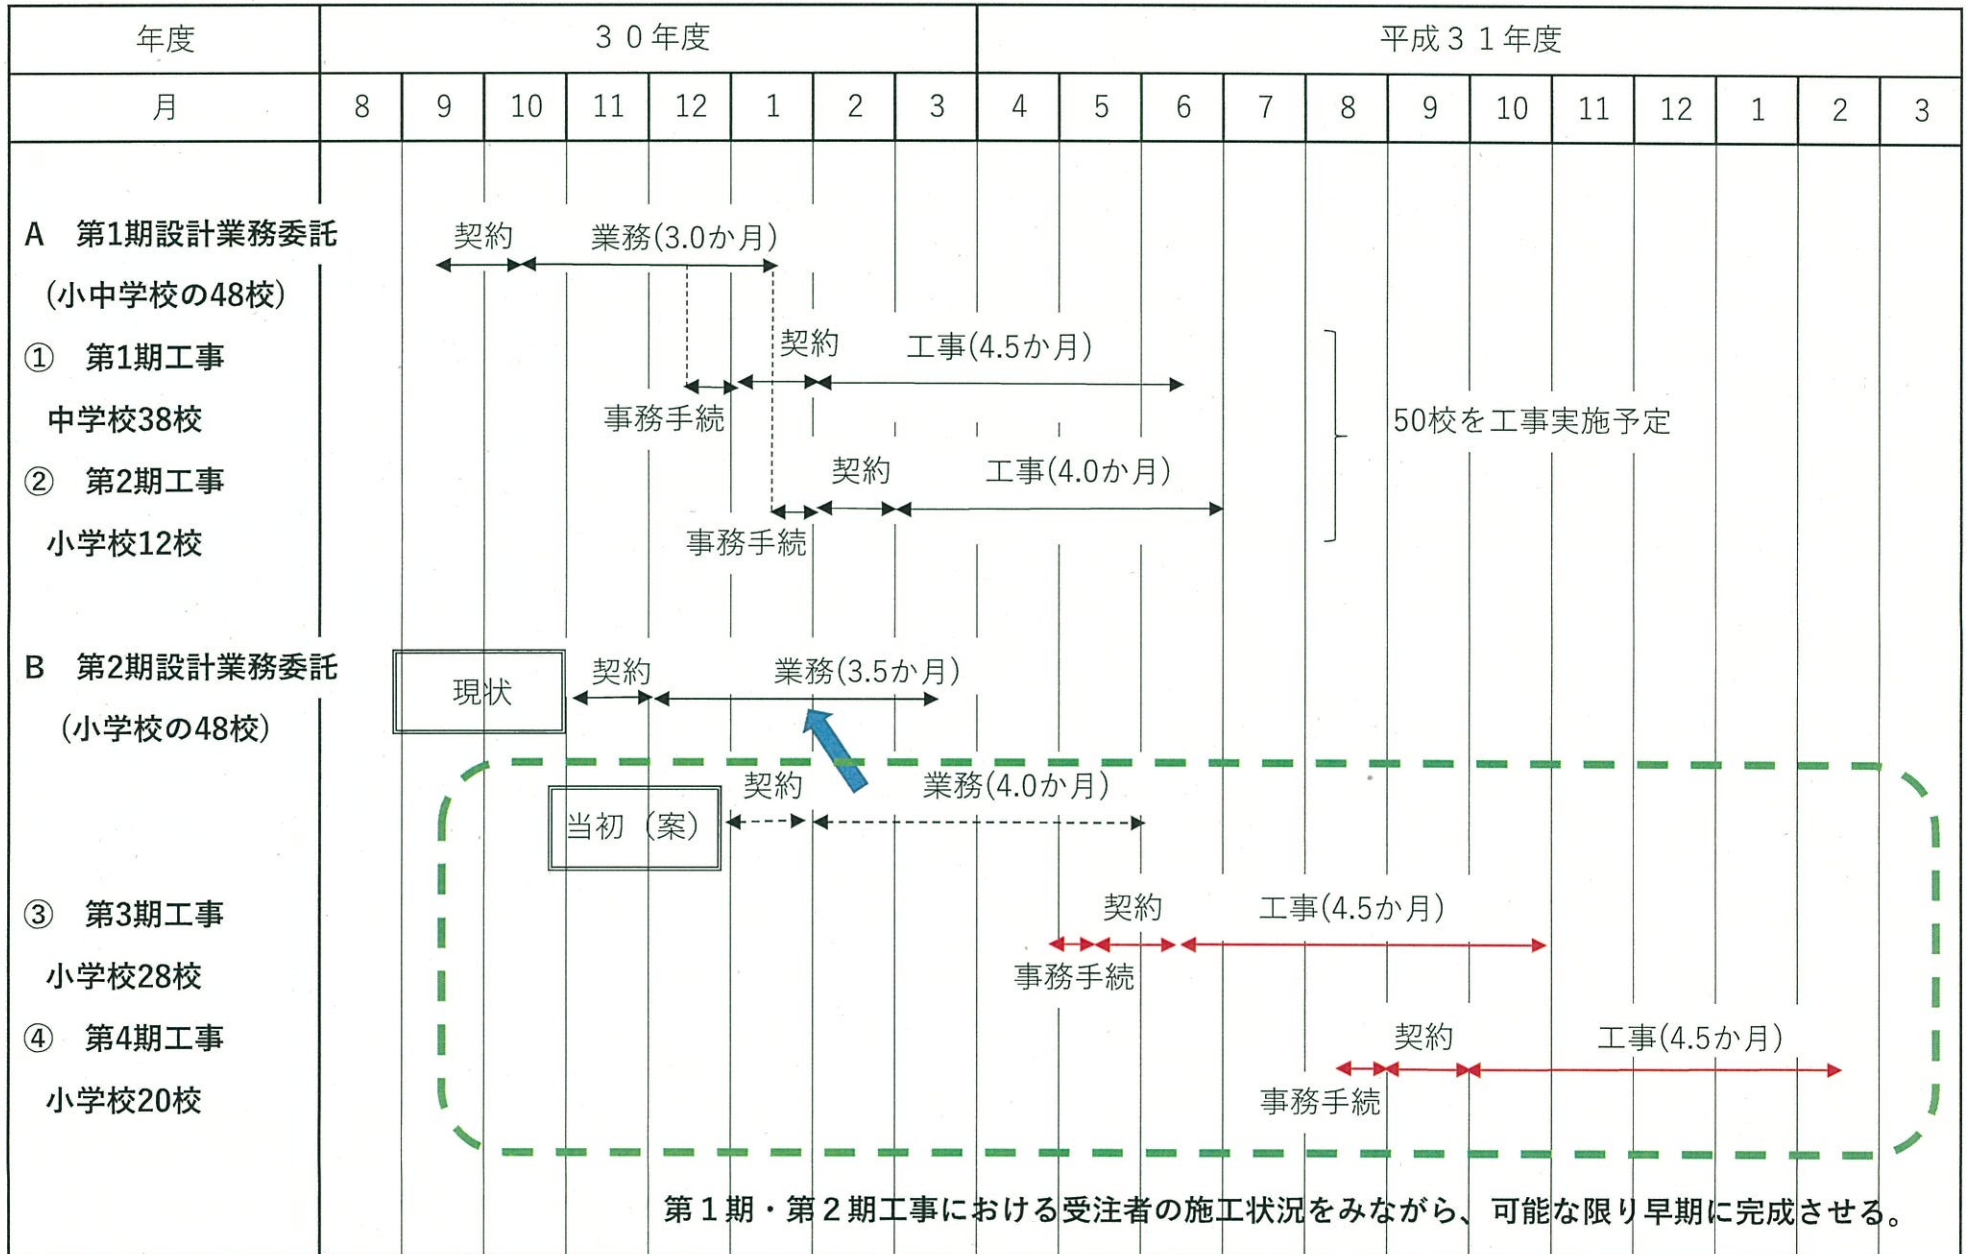 年度 ３０年度 平成３１年度
月 8 9 10 11 12 1 2 3 4 5 6 7 8 9 10 11 12 1 2 3
A　第1期設計業務委託
契約 業務(3.0か月)
(小中学校の48校)
①　第1期工事
契約 工事(4.5か月)
中学校38校
事務手続
50校を工事実施予定
②　第2期工事
契約 工事(4.0か月)
小学校12校
事務手続
B　第2期設計業務委託
現状 契約 業務(3.5か月)
(小学校の48校)
当初（案） 契約 業務(4.0か月)
③　第3期工事
契約 工事(4.5か月)
小学校28校
事務手続
④　第4期工事
契約 工事(4.5か月)
小学校20校
事務手続
第１期・第２期工事における受注者の施工状況をみながら、可能な限り早期に完成させる。